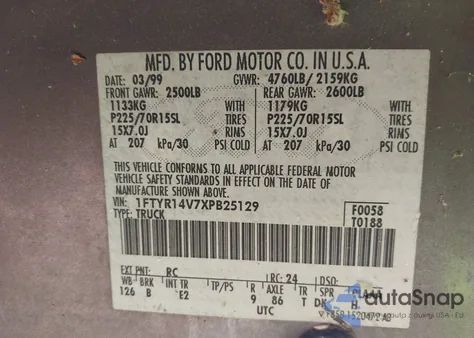 MFD. BY FORD MOTOR CO. IN U.S.A.
DATE: 03/99 GVWR: 4760LB/ 2159KG
FRONT GAWR: 2500LB REAR GAWR: 2600LB
1133KG WITH 1179KG WITH
P225/70R15SL TIRES P225/70R15SL TIRES
15X7.0J RIMS 15X7.0J RIMS
AT 207 kPa/30 PSI COLD AT 207 kPa/30 PSI COLD
THIS VEHICLE CONFORMS TO ALL APPLICABLE FEDERAL MOTOR
VEHICLE SAFETY STANDARDS IN EFFECT ON THE DATE OF
MANUFACTURE SHOWN ABOVE.
VIN: 1FTYR14V7XPB25129 F0058
TYPE: TRUCK T0188
EXT PNT: RC RC: 24 DSO:
WB BRK INT TR TP/PS R AXLE T SPR
126 B E2 9 86 T DK H
UTC
autoSnap